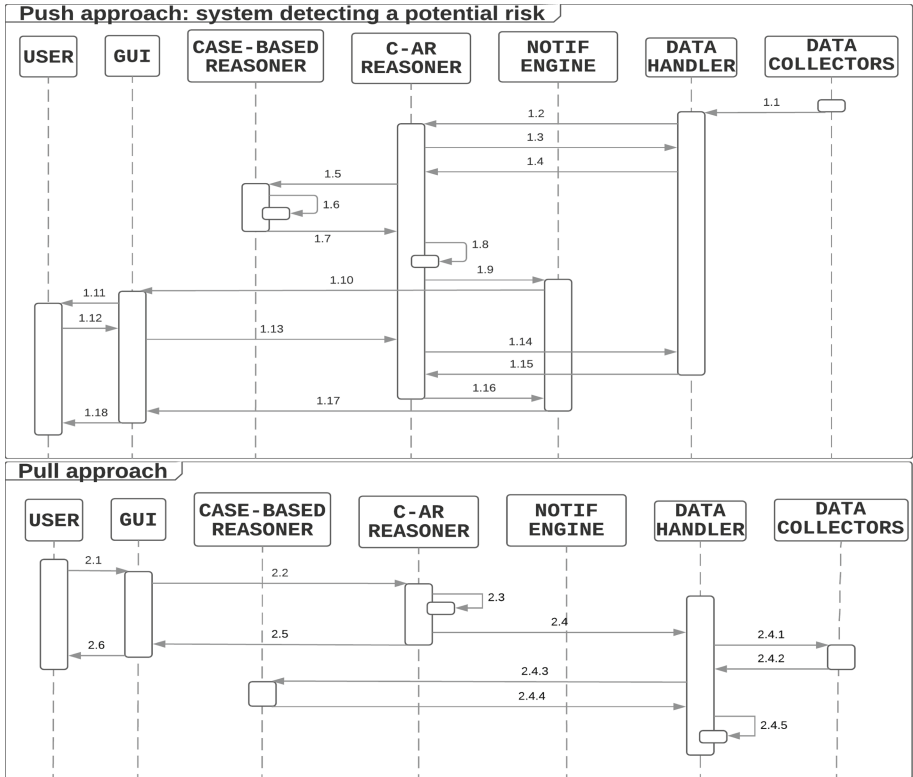 Push approach: system detecting a potential risk
USER
GUI
CASE-BASED
REASONER
C-AR
REASONER
NOTIF
ENGINE
DATA
HANDLER
DATA
COLLECTORS
1.1
1.2
1.3
1.4
1.5
1.6
1.7
1.8
1.9
1.10
1.11
1.12
1.13
1.14
1.15
1.16
1.17
1.18
Pull approach
USER
GUI
CASE-BASED
REASONER
C-AR
REASONER
NOTIF
ENGINE
DATA
HANDLER
DATA
COLLECTORS
2.1
2.2
2.3
2.4
2.4.1
2.5
2.6
2.4.2
2.4.3
2.4.4
2.4.5